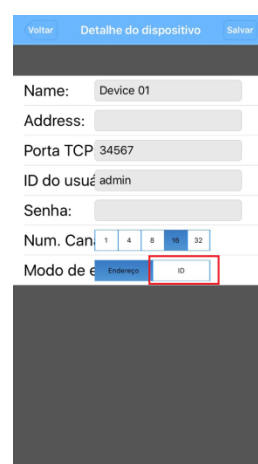 Voltar Detalhe do dispositivo Salvar
Name: Device 01
Address:
Porta TCP 34567
ID do usuá admin
Senha:
Num. Can 1 4 8 16 32
Modo de e Endereço ID